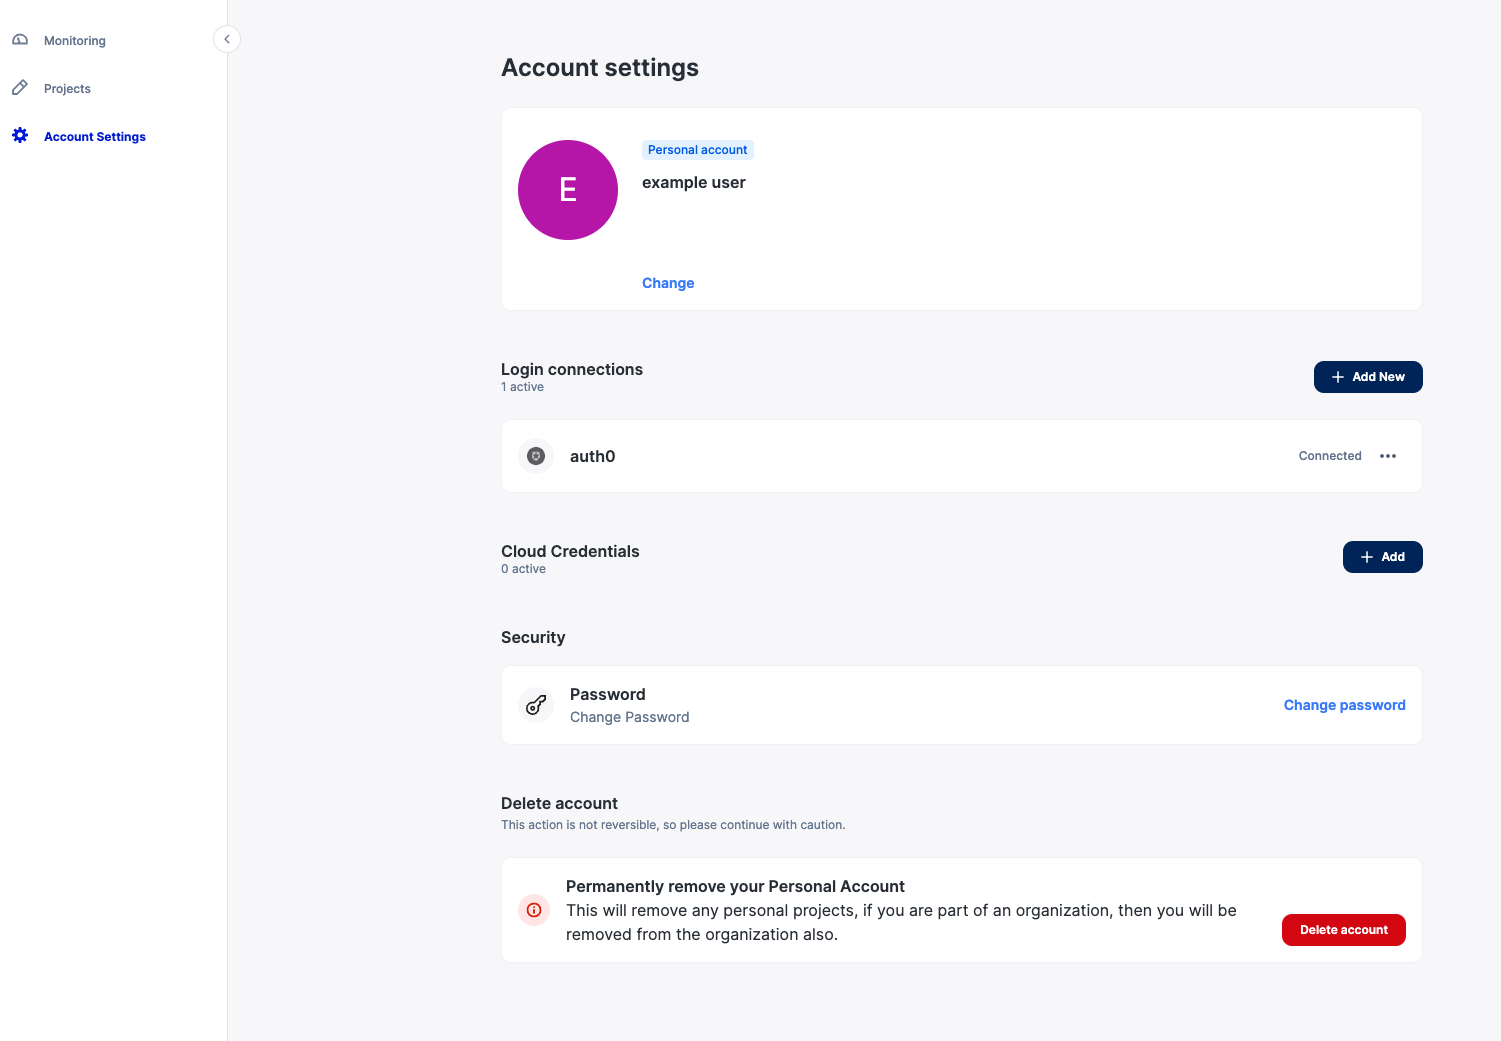 Monitoring
Projects
Account Settings
Account settings
E
Personal account
example user
Change
Login connections
1 active
Add New
auth0
Connected
Cloud Credentials
0 active
Add
Security
Password
Change Password
Change password
Delete account
This action is not reversible, so please continue with caution.
Permanently remove your Personal Account
This will remove any personal projects, if you are part of an organization, then you will be
removed from the organization also.
Delete account